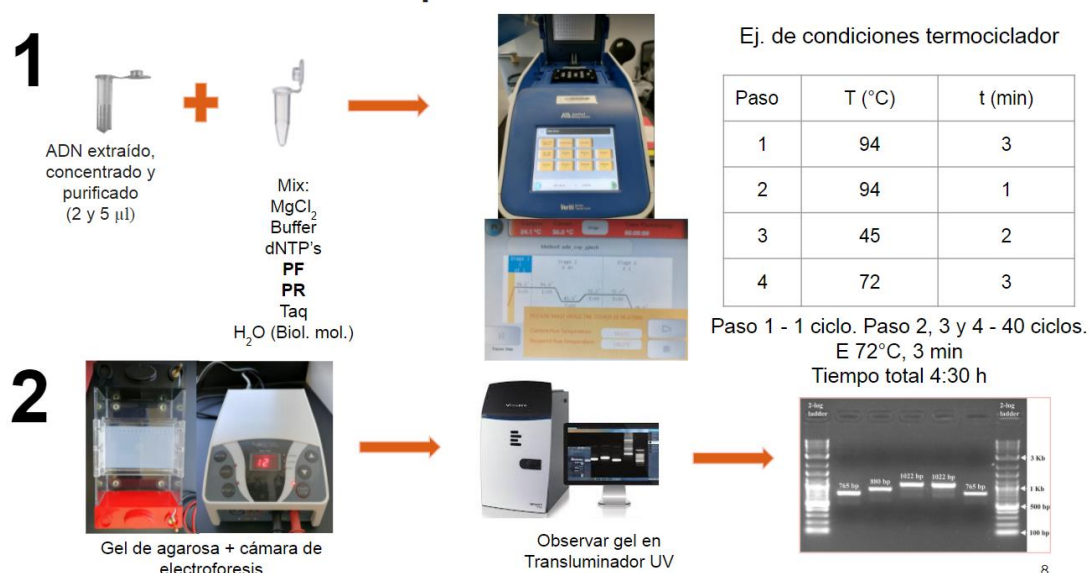 1
ADN extraído,
concentrado y
purificado
(2 y 5 μl)
Mix:
MgCl2
Buffer
dNTP's
PF
PR
Taq
H2O (Biol. mol.)
Ej. de condiciones termociclador
Paso T (°C) t (min)
1 94 3
2 94 1
3 45 2
4 72 3
Paso 1 - 1 ciclo. Paso 2, 3 y 4 - 40 ciclos.
E 72°C, 3 min
Tiempo total 4:30 h
2
12
Gel de agarosa + cámara de
electroforesis
Observar gel en
Transluminador UV
2-log
ladder
2-log
ladder
765 bp 880 bp 1022 bp 1022 bp 765 bp
3 Kb
1 Kb
500 bp
100 bp
8